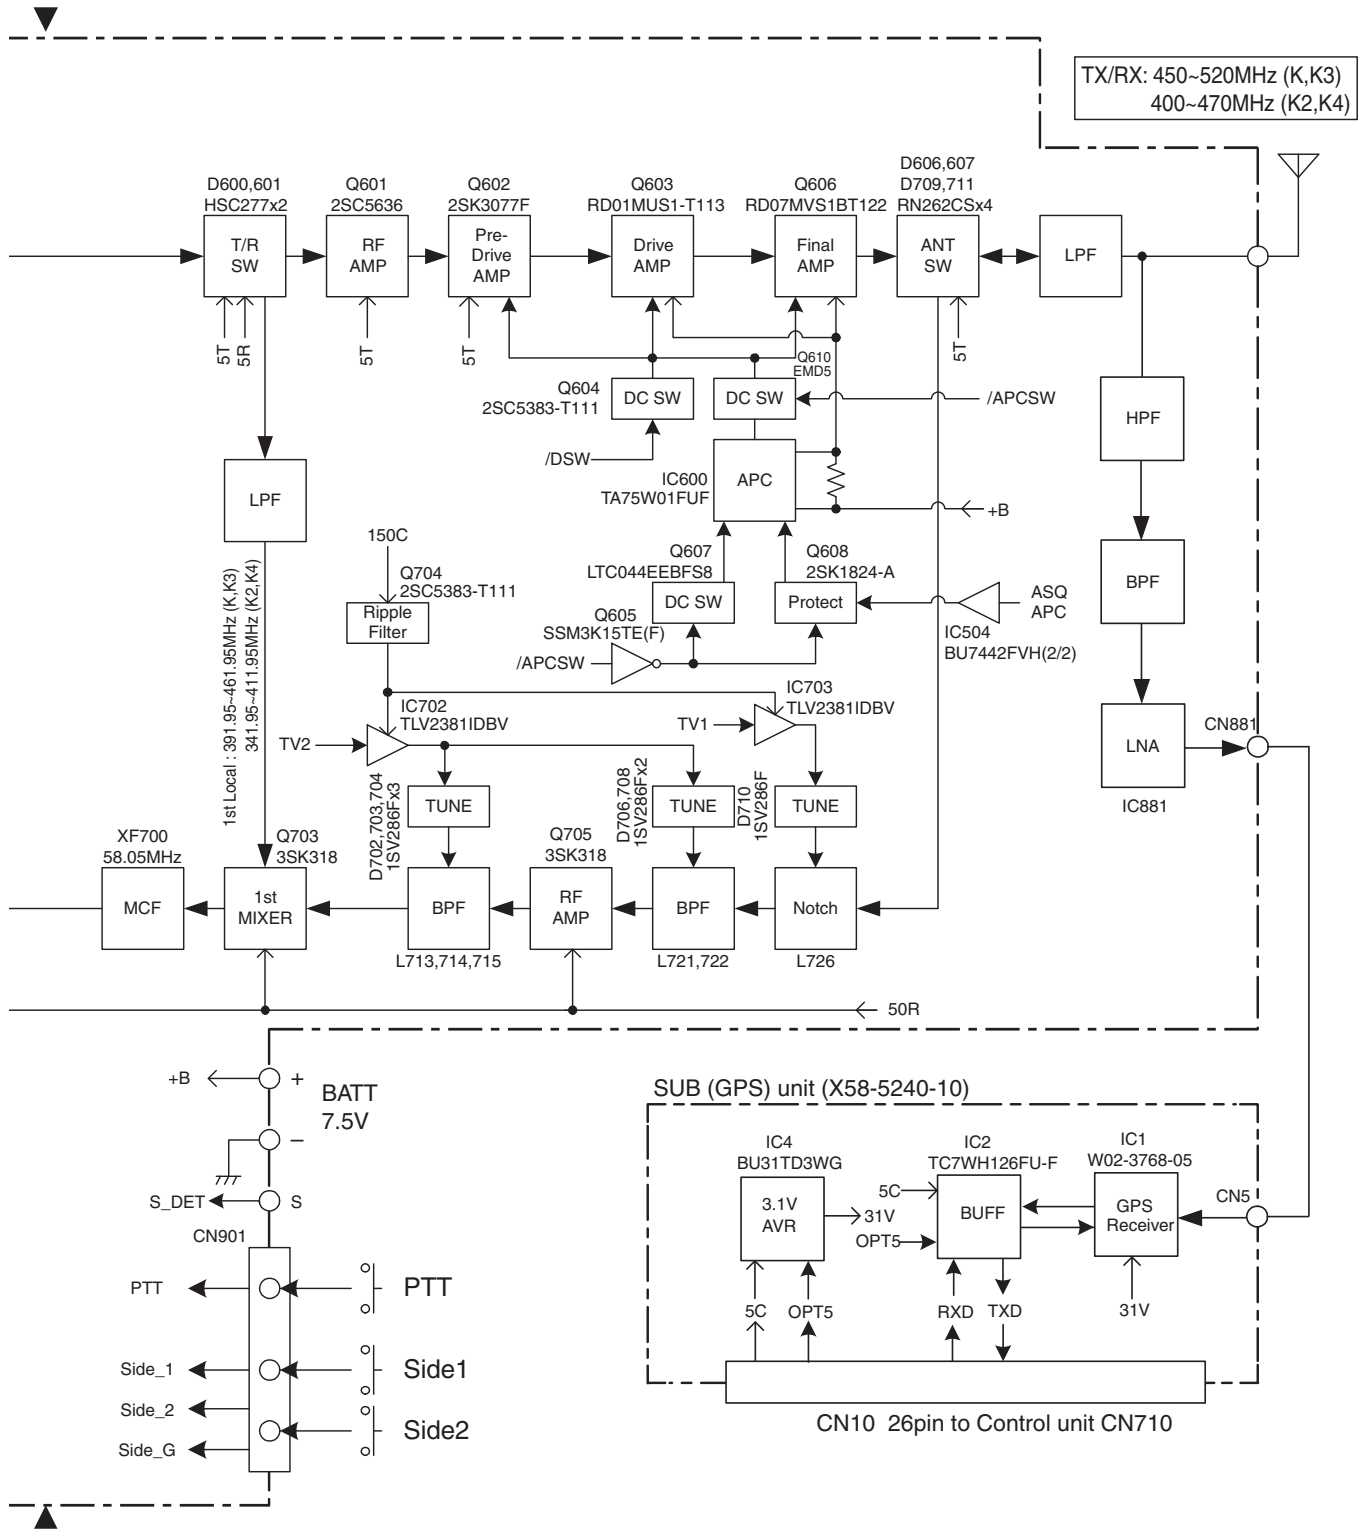 TX/RX: 450~520MHz (K,K3)
400~470MHz (K2,K4)
D600,601
HSC277x2
T/R
SW
Q601
2SC5636
RF
AMP
Q602
2SK3077F
Pre-
Drive
AMP
Q603
RD01MUS1-T113
Drive
AMP
Q606
RD07MVS1BT122
Final
AMP
D606,607
D709,711
RN262CSx4
ANT
SW
LPF
5T
5R
5T
5T
5T
Q604
2SC5383-T111
DC SW
/DSW
Q610
EMD5
DC SW
/APCSW
HPF
LPF
IC600
TA75W01FUF
APC
+B
150C
Q704
2SC5383-T111
Ripple
Filter
Q607
LTC044EEBFS8
DC SW
Q608
2SK1824-A
Protect
ASQ
APC
IC504
BU7442FVH(2/2)
BPF
Q605
SSM3K15TE(F)
/APCSW
1st Local : 391.95~461.95MHz (K,K3)
341.95~411.95MHz (K2,K4)
IC702
TLV2381IDBV
TV2
IC703
TLV2381IDBV
TV1
LNA
IC881
CN881
D702,703,704
1SV286Fx3
TUNE
D706,708
1SV286Fx2
TUNE
D710
1SV286F
TUNE
XF700
58.05MHz
MCF
Q703
3SK318
1st
MIXER
BPF
L713,714,715
Q705
3SK318
RF
AMP
BPF
L721,722
Notch
L726
50R
+B
+
BATT
7.5V
−
S_DET
S
CN901
PTT
PTT
Side_1
Side1
Side_2
Side2
Side_G
SUB (GPS) unit (X58-5240-10)
IC4
BU31TD3WG
3.1V
AVR
31V
5C
OPT5
IC2
TC7WH126FU-F
BUFF
5C
OPT5
RXD
TXD
IC1
W02-3768-05
GPS
Receiver
31V
CN5
CN10 26pin to Control unit CN710